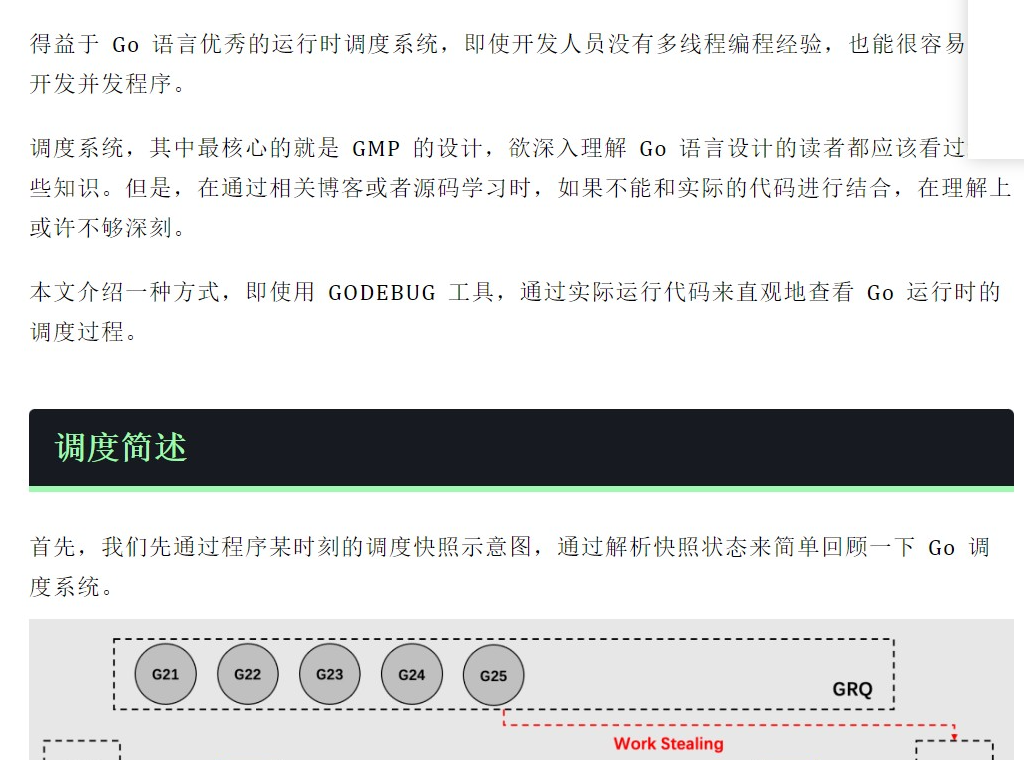 得益于 Go 语言优秀的运行时调度系统，即使开发人员没有多线程编程经验，也能很容易
开发并发程序。
调度系统，其中最核心的就是 GMP 的设计，欲深入理解 Go 语言设计的读者都应该看过
些知识。但是，在通过相关博客或者源码学习时，如果不能和实际的代码进行结合，在理解上
或许不够深刻。
本文介绍一种方式，即使用 GODEBUG 工具，通过实际运行代码来直观地查看 Go 运行时的
调度过程。
调度简述
首先，我们先通过程序某时刻的调度快照示意图，通过解析快照状态来简单回顾一下 Go 调
度系统。
G21 G22 G23 G24 G25
GRQ
Work Stealing